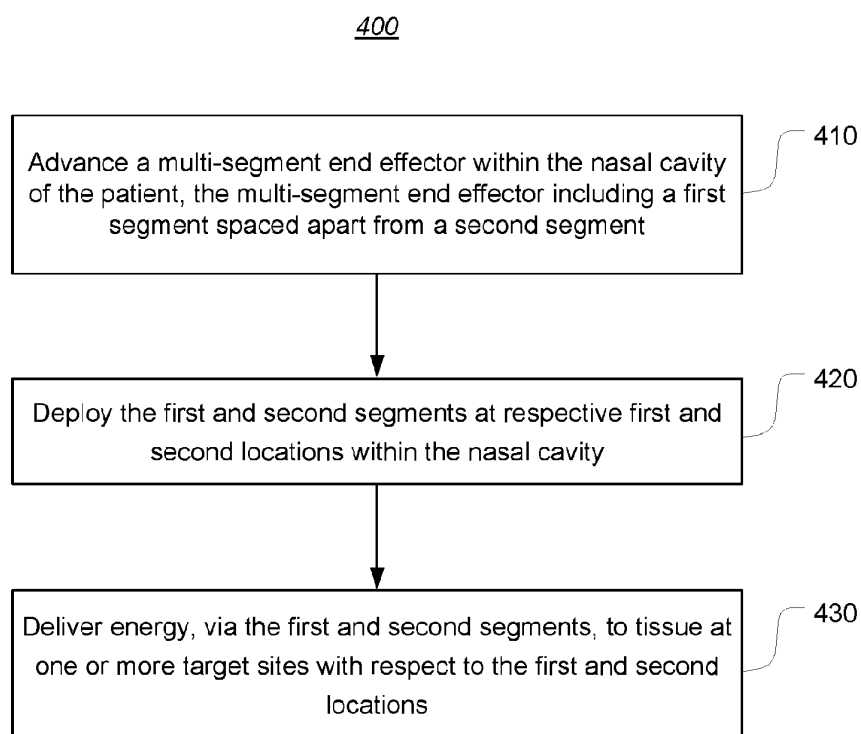 400
410
Advance a multi-segment end effector within the nasal cavity
of the patient, the multi-segment end effector including a first
segment spaced apart from a second segment
420
Deploy the first and second segments at respective first and
second locations within the nasal cavity
430
Deliver energy, via the first and second segments, to tissue at
one or more target sites with respect to the first and second
locations